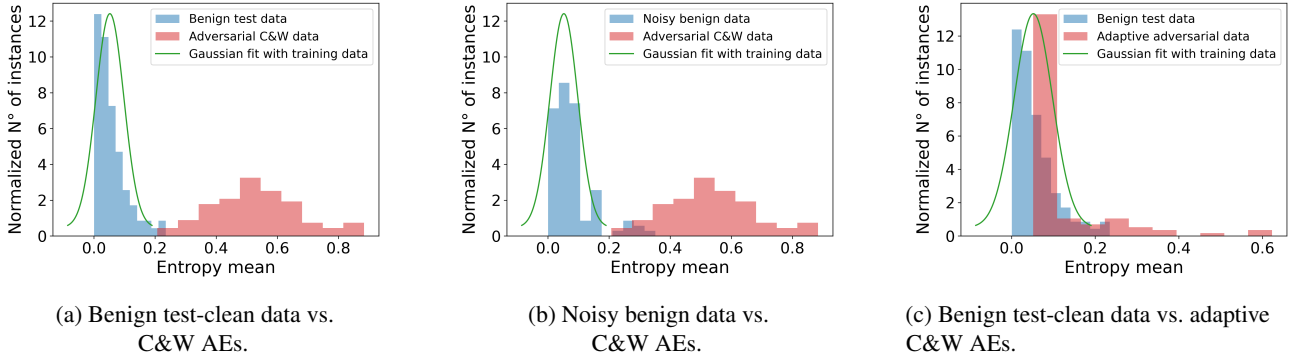 Normalized N° of instances
12
10
8
6
4
2
0
Benign test data
Adversarial C&W data
Gaussian fit with training data
0.0 0.2 0.4 0.6 0.8
Entropy mean
(a) Benign test-clean data vs.
C&W AEs.
Normalized N° of instances
12
10
8
6
4
2
0
Noisy benign data
Adversarial C&W data
Gaussian fit with training data
0.0 0.2 0.4 0.6 0.8
Entropy mean
(b) Noisy benign data vs.
C&W AEs.
Normalized N° of instances
12
10
8
6
4
2
0
Benign test data
Adaptive adversarial data
Gaussian fit with training data
0.0 0.2 0.4 0.6
Entropy mean
(c) Benign test-clean data vs. adaptive
C&W AEs.